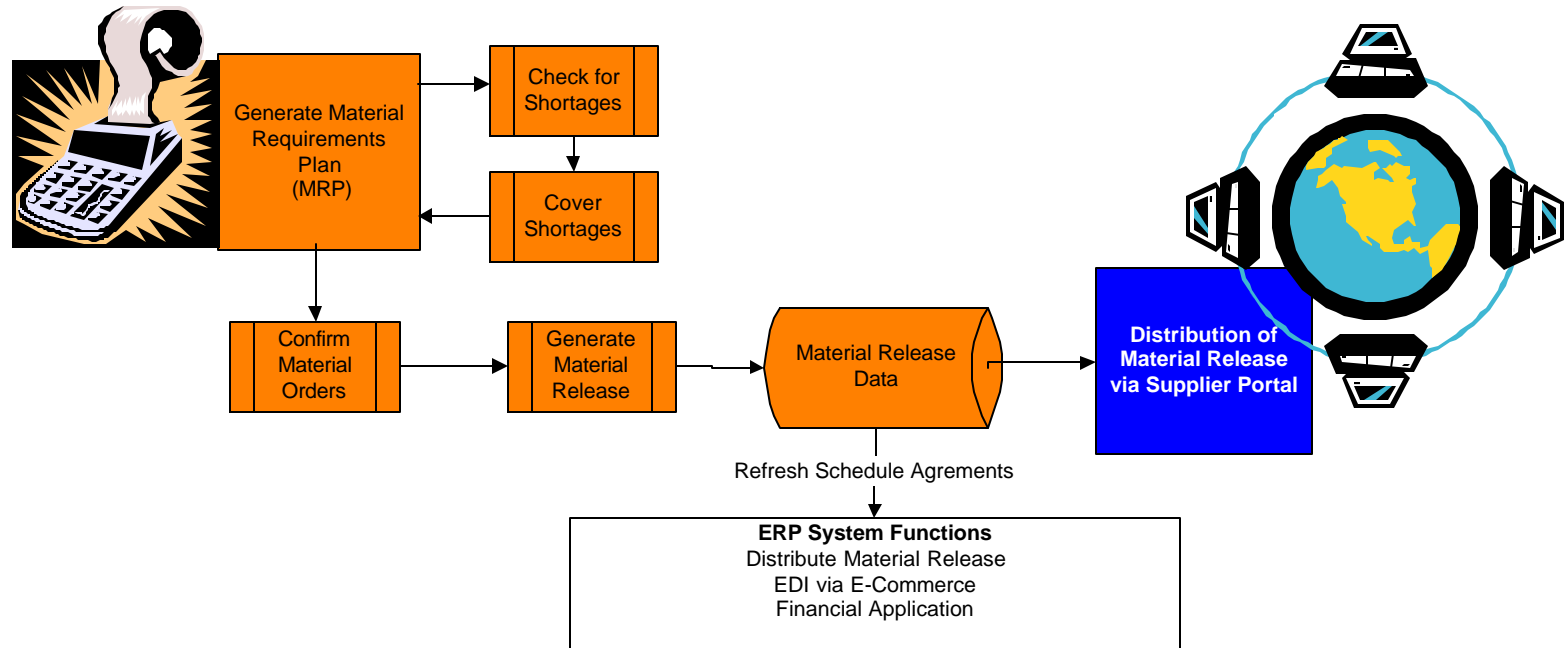 Generate Material
Requirements
Plan
(MRP)
Check for
Shortages
Cover
Shortages
Confirm
Material
Orders
Generate
Material
Release
Material Release
Data
Distribution of
Material Release
via Supplier Portal
Refresh Schedule Agrements
ERP System Functions
Distribute Material Release
EDI via E-Commerce
Financial Application